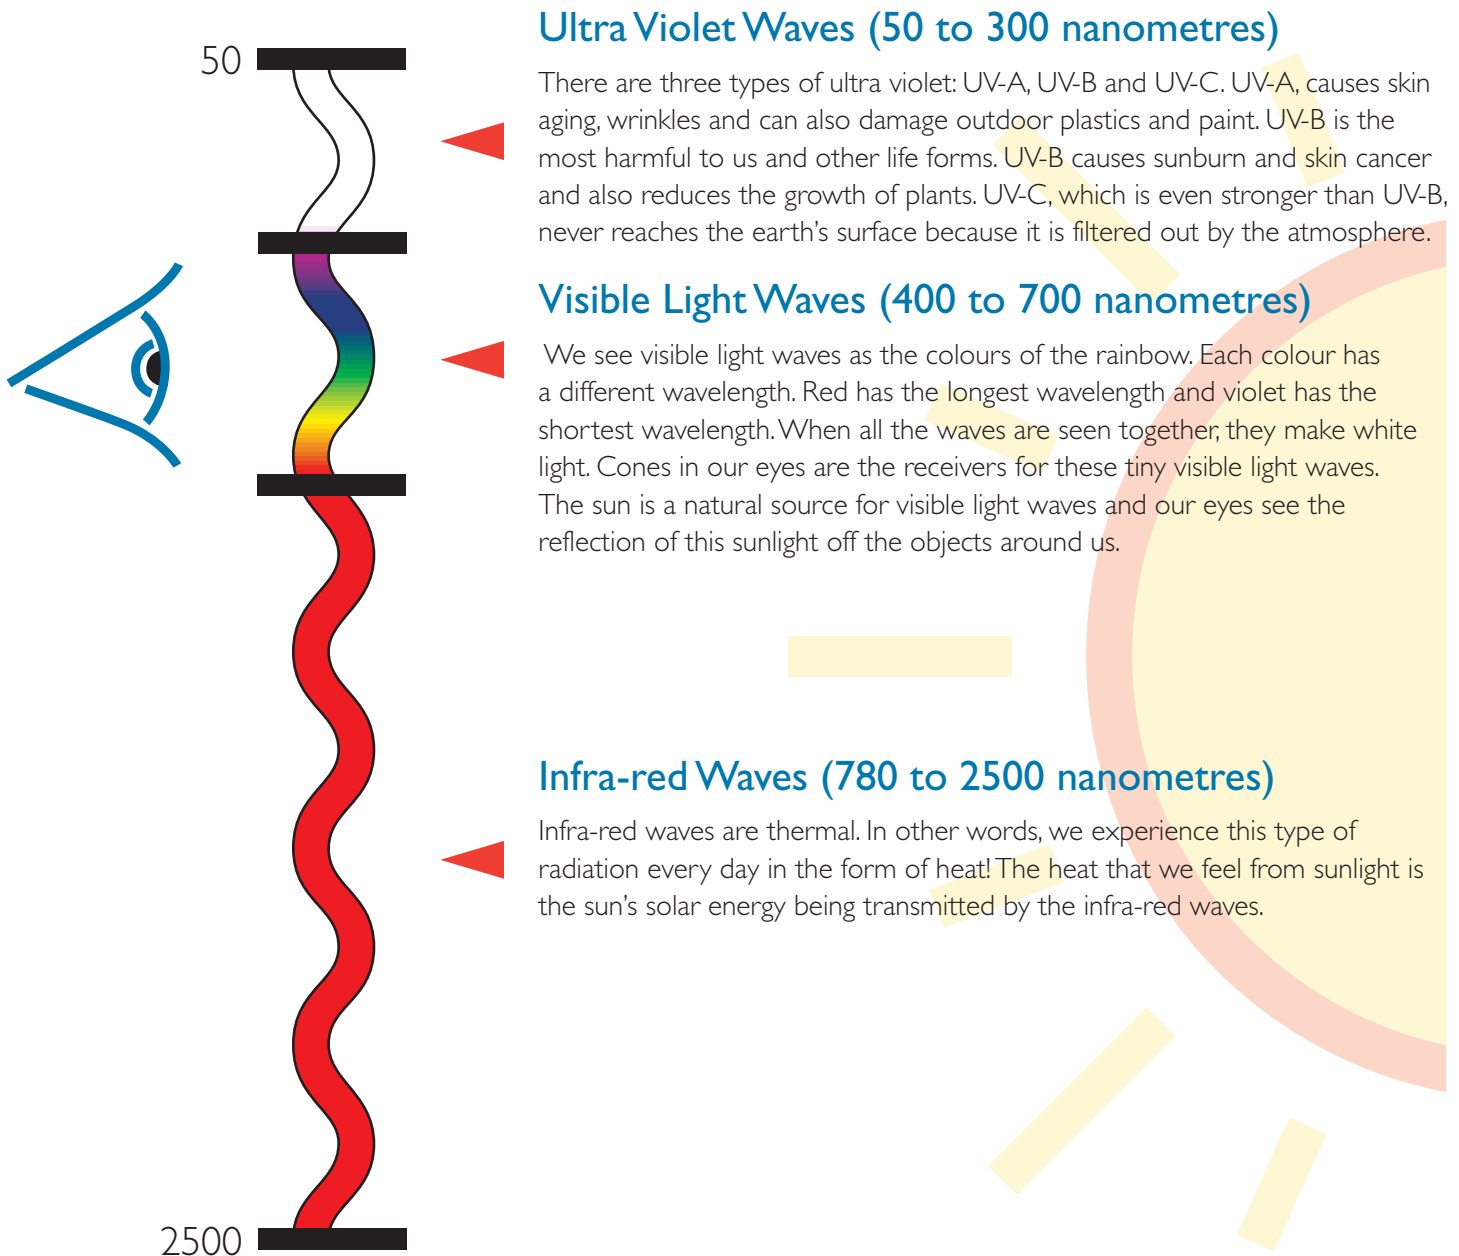 50
Ultra Violet Waves (50 to 300 nanometres)
There are three types of ultra violet: UV-A, UV-B and UV-C. UV-A, causes skin
aging, wrinkles and can also damage outdoor plastics and paint. UV-B is the
most harmful to us and other life forms. UV-B causes sunburn and skin cancer
and also reduces the growth of plants. UV-C, which is even stronger than UV-B,
never reaches the earth's surface because it is filtered out by the atmosphere.
Visible Light Waves (400 to 700 nanometres)
We see visible light waves as the colours of the rainbow. Each colour has
a different wavelength. Red has the longest wavelength and violet has the
shortest wavelength. When all the waves are seen together, they make white
light. Cones in our eyes are the receivers for these tiny visible light waves.
The sun is a natural source for visible light waves and our eyes see the
reflection of this sunlight off the objects around us.
Infra-red Waves (780 to 2500 nanometres)
Infra-red waves are thermal. In other words, we experience this type of
radiation every day in the form of heat! The heat that we feel from sunlight is
the sun's solar energy being transmitted by the infra-red waves.
2500